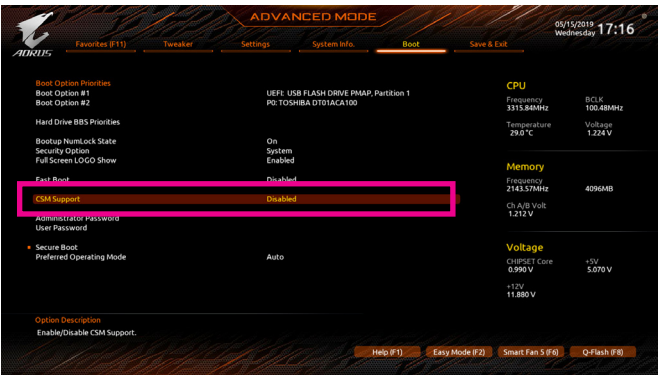 ADVANCED MODE
05/15/2019 Wednesday 17:16
AORUS
Favorites (F11) Tweaker Settings System Info. Boot Save & Exit
Boot Option Priorities
Boot Option #1 UEFI: USB FLASH DRIVE PMAP, Partition 1
Boot Option #2 P0: TOSHIBA DT01ACA100
Hard Drive BBS Priorities
Bootup NumLock State On
Security Option System
Full Screen LOGO Show Enabled
Fast Boot Disabled
CSM Support Disabled
Administrator Password
User Password
Secure Boot
Preferred Operating Mode Auto
CPU
Frequency BCLK
3315.84MHz 100.48MHz
Temperature Voltage
29.0 °C 1.224 V
Memory
Frequency
2143.57MHz 4096MB
Ch A/B Volt
1.212 V
Voltage
CHIPSET Core +5V
0.990 V 5.070 V
+12V
11.880 V
Option Description
Enable/Disable CSM Support.
Help (F1) Easy Mode (F2) Smart Fan 5 (F6) Q-Flash (F8)